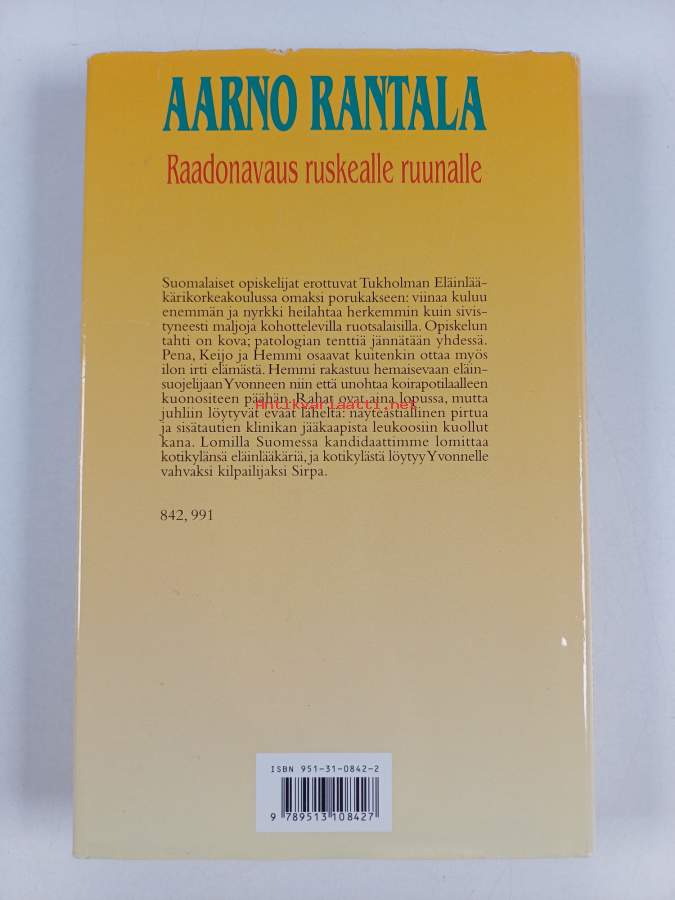 AARNO RANTALA
Raadonavaus ruskealle ruunalle
Suomalaiset opiskelijat erottuvat Tukholman Eläinlää-
kärikorkeakoulussa omaksi porukakseen: viinaa kuluu
enemmän ja nyrkki heilahtaa herkemmin kuin sivis-
tyneesti maljoja kohottelevilla ruotsalaisilla. Opiskelun
tahti on kova; patologian tenttiä jännätään yhdessä.
Pena, Keijo ja Hemmi osaavat kuitenkin ottaa myös
ilon irti elämästä. Hemmi rakastuu hemaisevaan eläin-
suojelijaan Yvonneen niin että unohtaa koirapotilaalleen
kuonositeen päähän. Rahat ovat aina lopussa, mutta
Antikvariaatti.net
juhliin löytyvät eväät läheltä: näyteastiallinen pirtua
ja sisätautien klinikan jääkaapista leukoosiin kuollut
kana. Lomilla Suomessa kandidaattimme lomittaa
kotikylänsä eläinlääkäriä, ja kotikylästä löytyy Yvonnelle
vahvaksi kilpailijaksi Sirpa.
842, 991
ISBN 951-31-0842-2
9 789513 108427